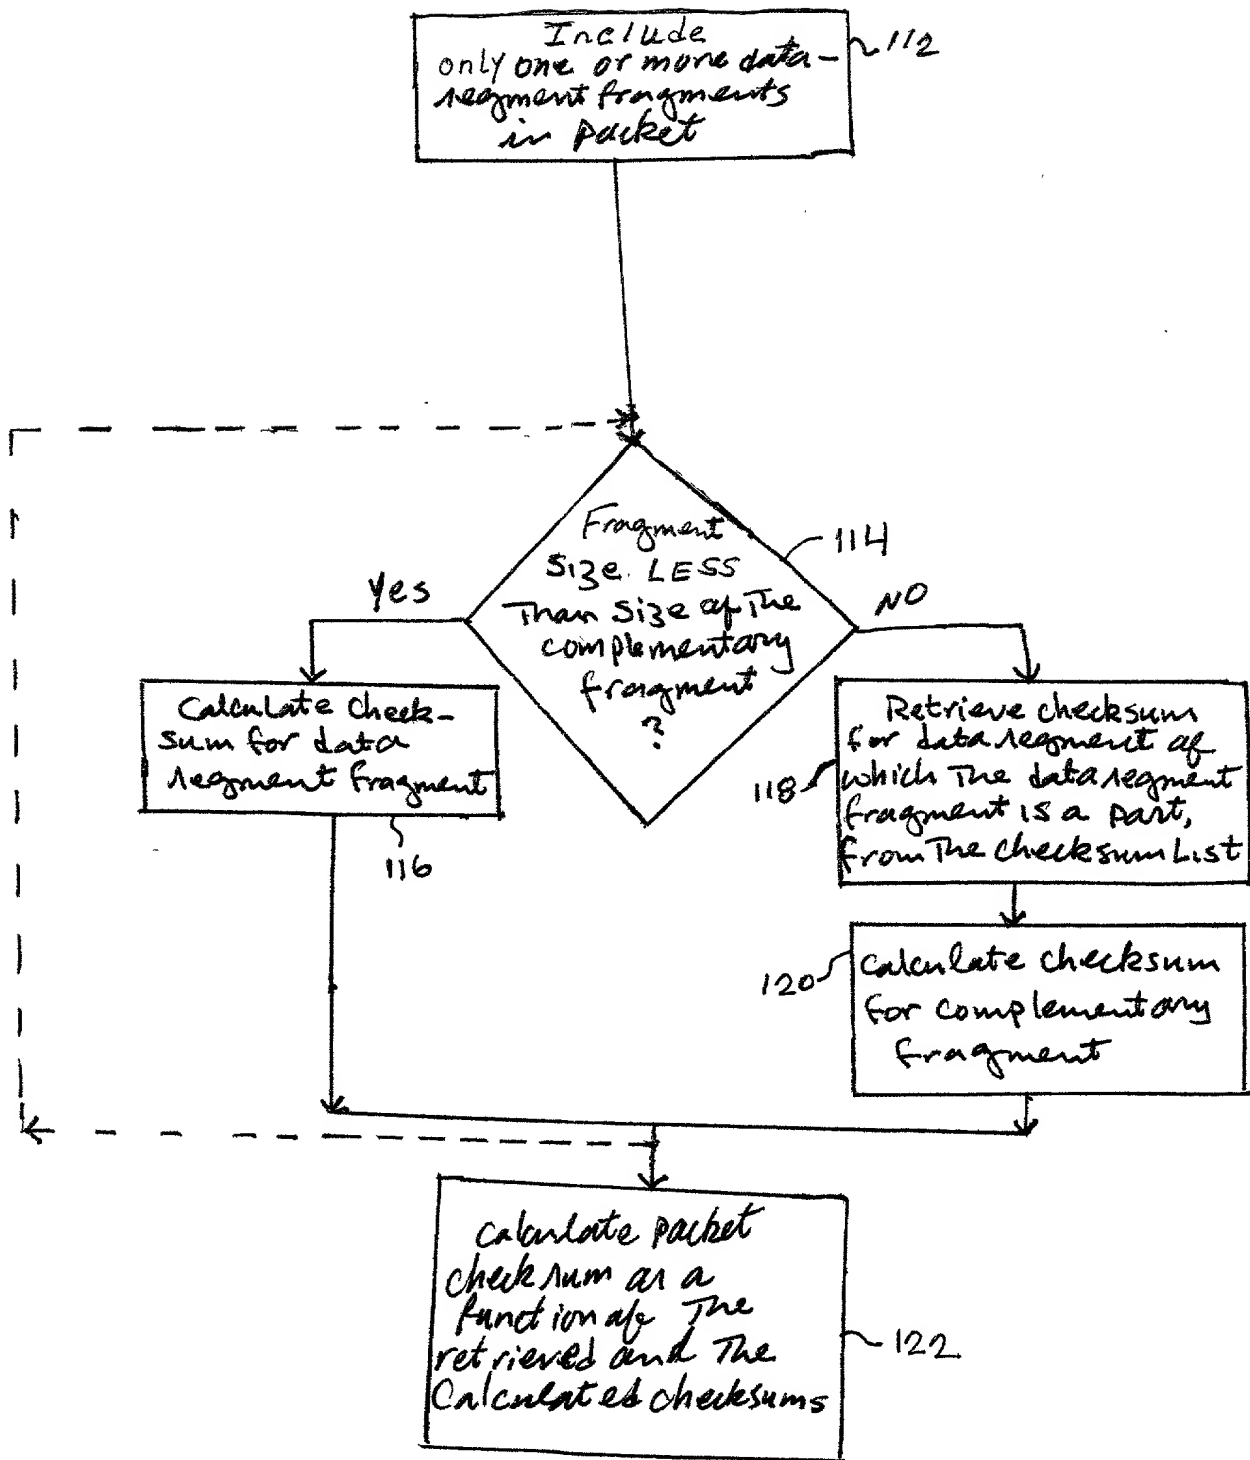 Include
only one or more data-
segment fragments
in packet
112
Fragment
size LESS
Than size of The
complementary
fragment
?
114
Yes
NO
Calculate Check-
sum for data
segment fragment
116
Retrieve checksum
for data segment of
which The data segment
fragment is a part,
from The checksum List
118
calculate checksum
for complementary
fragment
120
calculate packet
checksum as a
function of The
retrieved and The
Calculated checksums
122